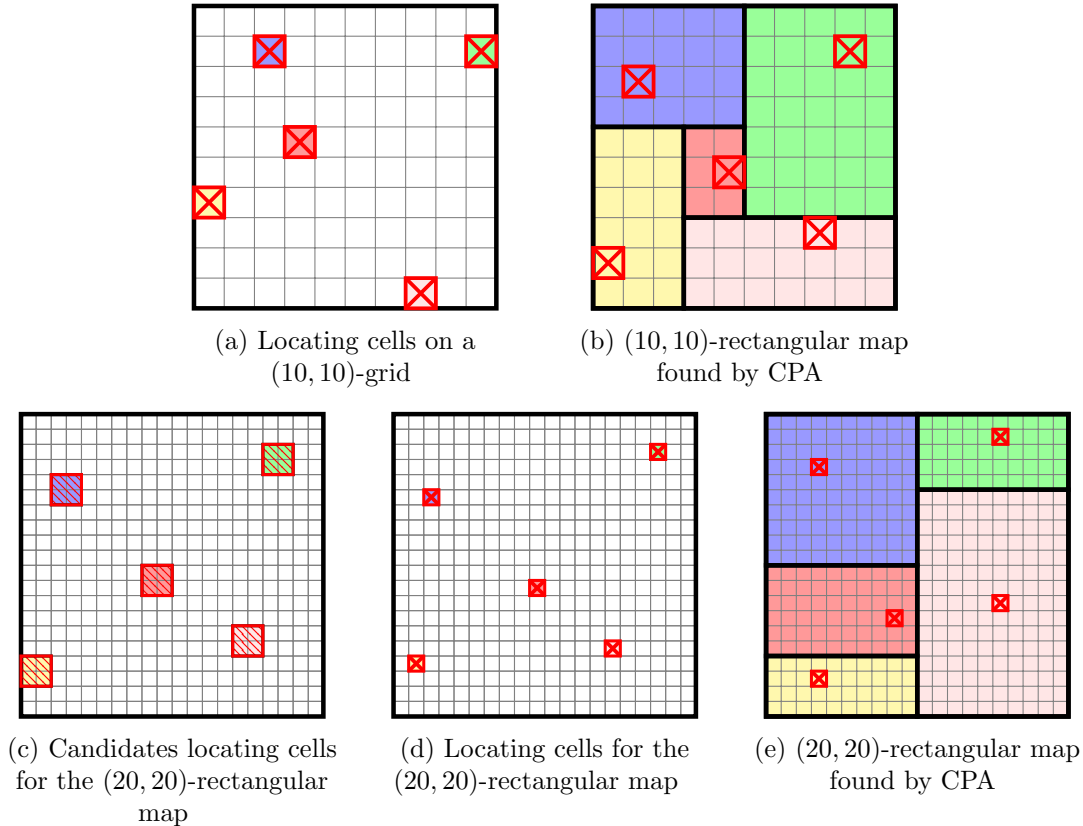 (a) Locating cells on a
(10, 10)-grid
(b) (10, 10)-rectangular map
found by CPA
(c) Candidates locating cells
for the (20, 20)-rectangular
map
(d) Locating cells for the
(20, 20)-rectangular map
(e) (20, 20)-rectangular map
found by CPA